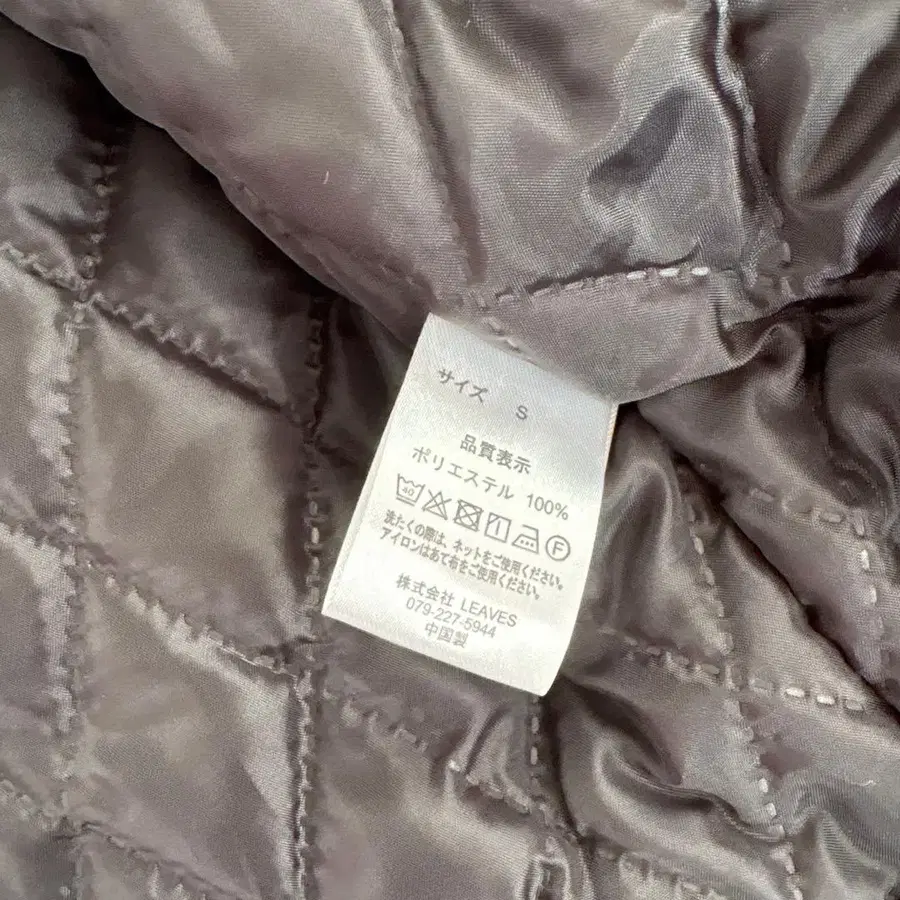 サイズ S
品質表示
ポリエステル 100%
40 F
洗たくの際は、ネットをご使用ください。
アイロンはあて布をご使用ください。
株式会社 LEAVES
079-227-5944
中国製